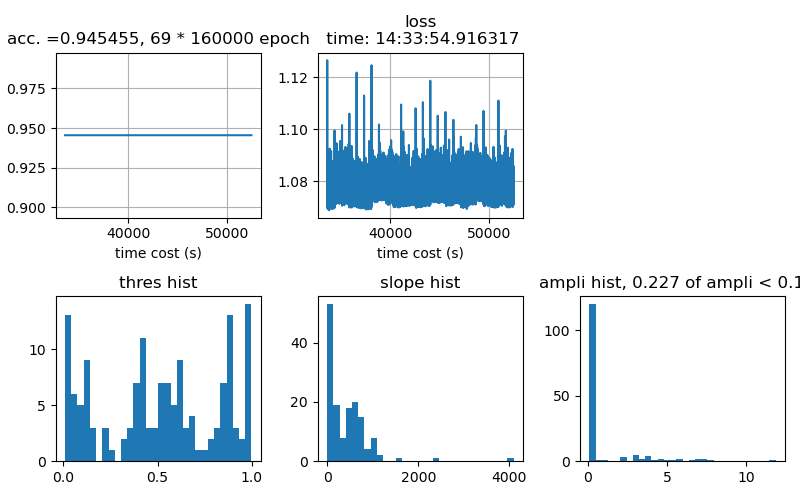 acc. =0.945455, 69 * 160000 epoch
loss
time: 14:33:54.916317
0.975
0.950
0.925
0.900
40000 50000
time cost (s)
1.12
1.10
1.08
40000 50000
time cost (s)
thres hist
10
5
0
0.0 0.5 1.0
slope hist
40
20
0
0 2000 4000
ampli hist, 0.227 of ampli < 0.1
100
50
0
0 5 10